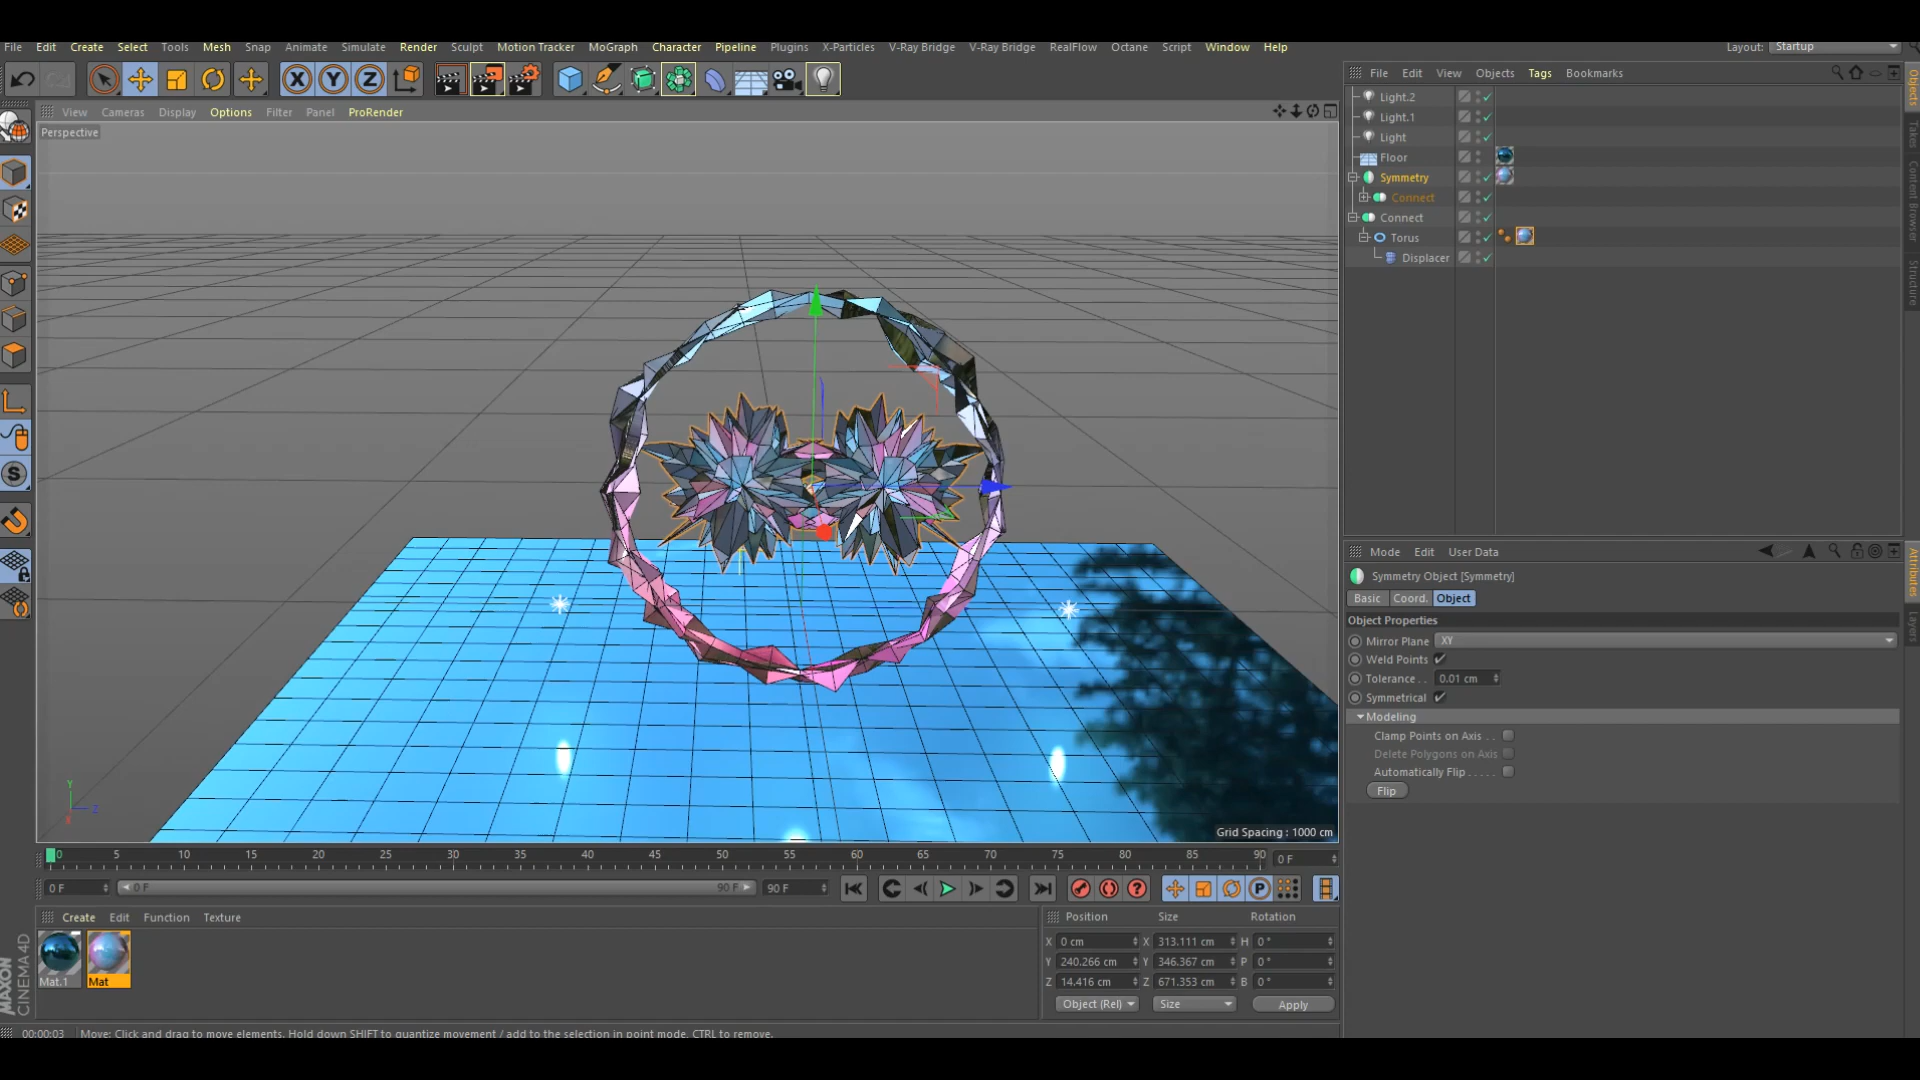 File Edit Create Select Tools Mesh Snap Animate Simulate Render Sculpt Motion Tracker MoGraph Character Pipeline Plugins X-Particles V-Ray Bridge V-Ray Bridge RealFlow Octane Script Window Help
Layout: Startup
X Y Z
File Edit View Objects Tags Bookmarks
View Cameras Display Options Filter Panel ProRender
Perspective
Light.2
Light.1
Light
Floor
Symmetry
Connect
Connect
Torus
Displacer
Objects
Takes
Content Browser
Structure
S
Y
Z
X
Grid Spacing : 1000 cm
Mode Edit User Data
Symmetry Object [Symmetry]
Basic Coord. Object
Object Properties
Mirror Plane XY
Weld Points
Tolerance . . 0.01 cm
Symmetrical
Modeling
Clamp Points on Axis . .
Delete Polygons on Axis
Automatically Flip . . . . .
Flip
Attributes
Layers
0 5 10 15 20 25 30 35 40 45 50 55 60 65 70 75 80 85 90 0 F
0 F 0 F 90 F 90 F
? P
Create Edit Function Texture
Mat.1 Mat
Position Size Rotation
X 0 cm X 313.111 cm H 0 °
Y 240.266 cm Y 346.367 cm P 0 °
Z 14.416 cm Z 671.353 cm B 0 °
Object (Rel) Size Apply
MAXON
CINEMA 4D
00:00:03 Move: Click and drag to move elements. Hold down SHIFT to quantize movement / add to the selection in point mode, CTRL to remove.